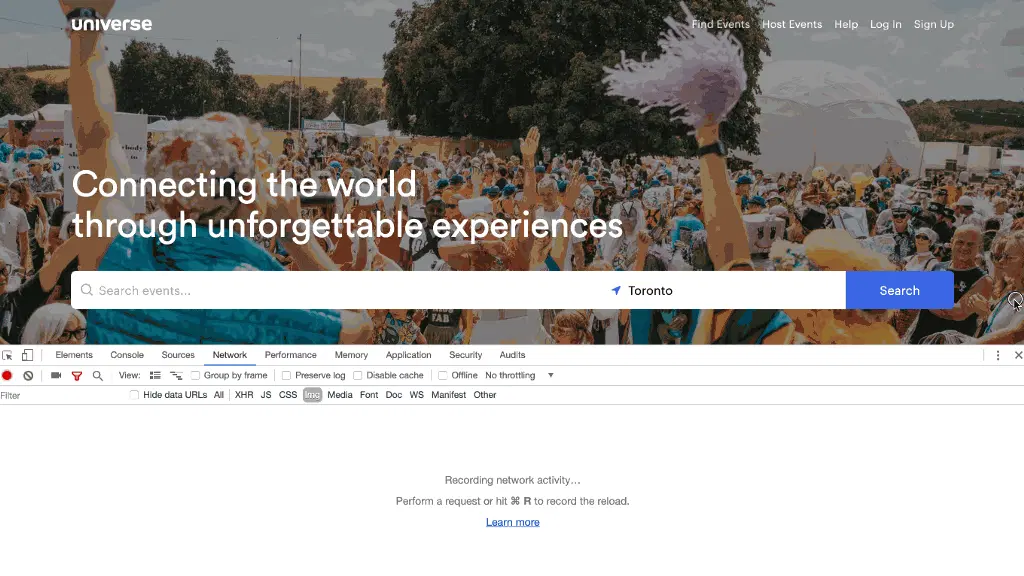 universe
Find Events Host Events Help Log In Sign Up
Connecting the world
through unforgettable experiences
Search events...
Toronto
Search
Elements Console Sources Network Performance Memory Application Security Audits
View: Group by frame Preserve log Disable cache Offline No throttling
Filter Hide data URLs All XHR JS CSS Img Media Font Doc WS Manifest Other
Recording network activity…
Perform a request or hit ⌘ R to record the reload.
Learn more